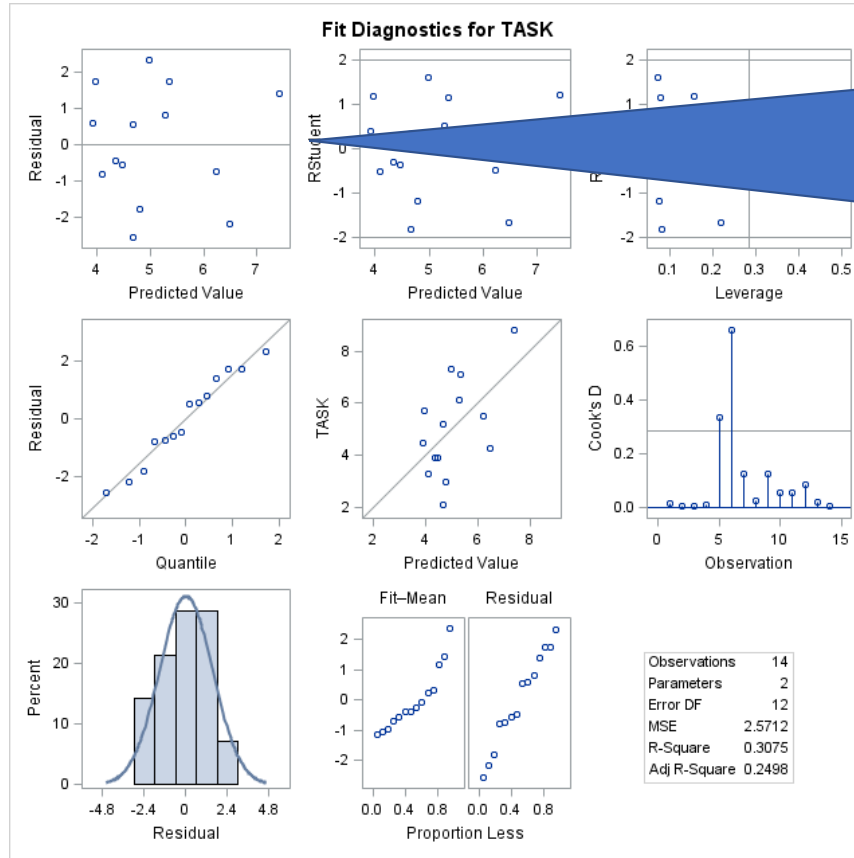 Fit Diagnostics for TASK
Residual
2
1
0
-1
-2
4 5 6 7
Predicted Value
RStudent
2
1
0
-1
-2
4 5 6 7
Predicted Value
2
1
-1
-2
0.1 0.2 0.3 0.4 0.5
Leverage
Residual
2
0
-2
-2 -1 0 1 2
Quantile
TASK
8
6
4
2
2 4 6 8
Predicted Value
Cook's D
0.6
0.4
0.2
0.0
0 5 10 15
Observation
Percent
30
20
10
0
-4.8 -2.4 0 2.4 4.8
Residual
Fit–Mean Residual
2
1
0
-1
-2
0.0 0.4 0.8 0.0 0.4 0.8
Proportion Less
Observations 14
Parameters 2
Error DF 12
MSE 2.5712
R-Square 0.3075
Adj R-Square 0.2498